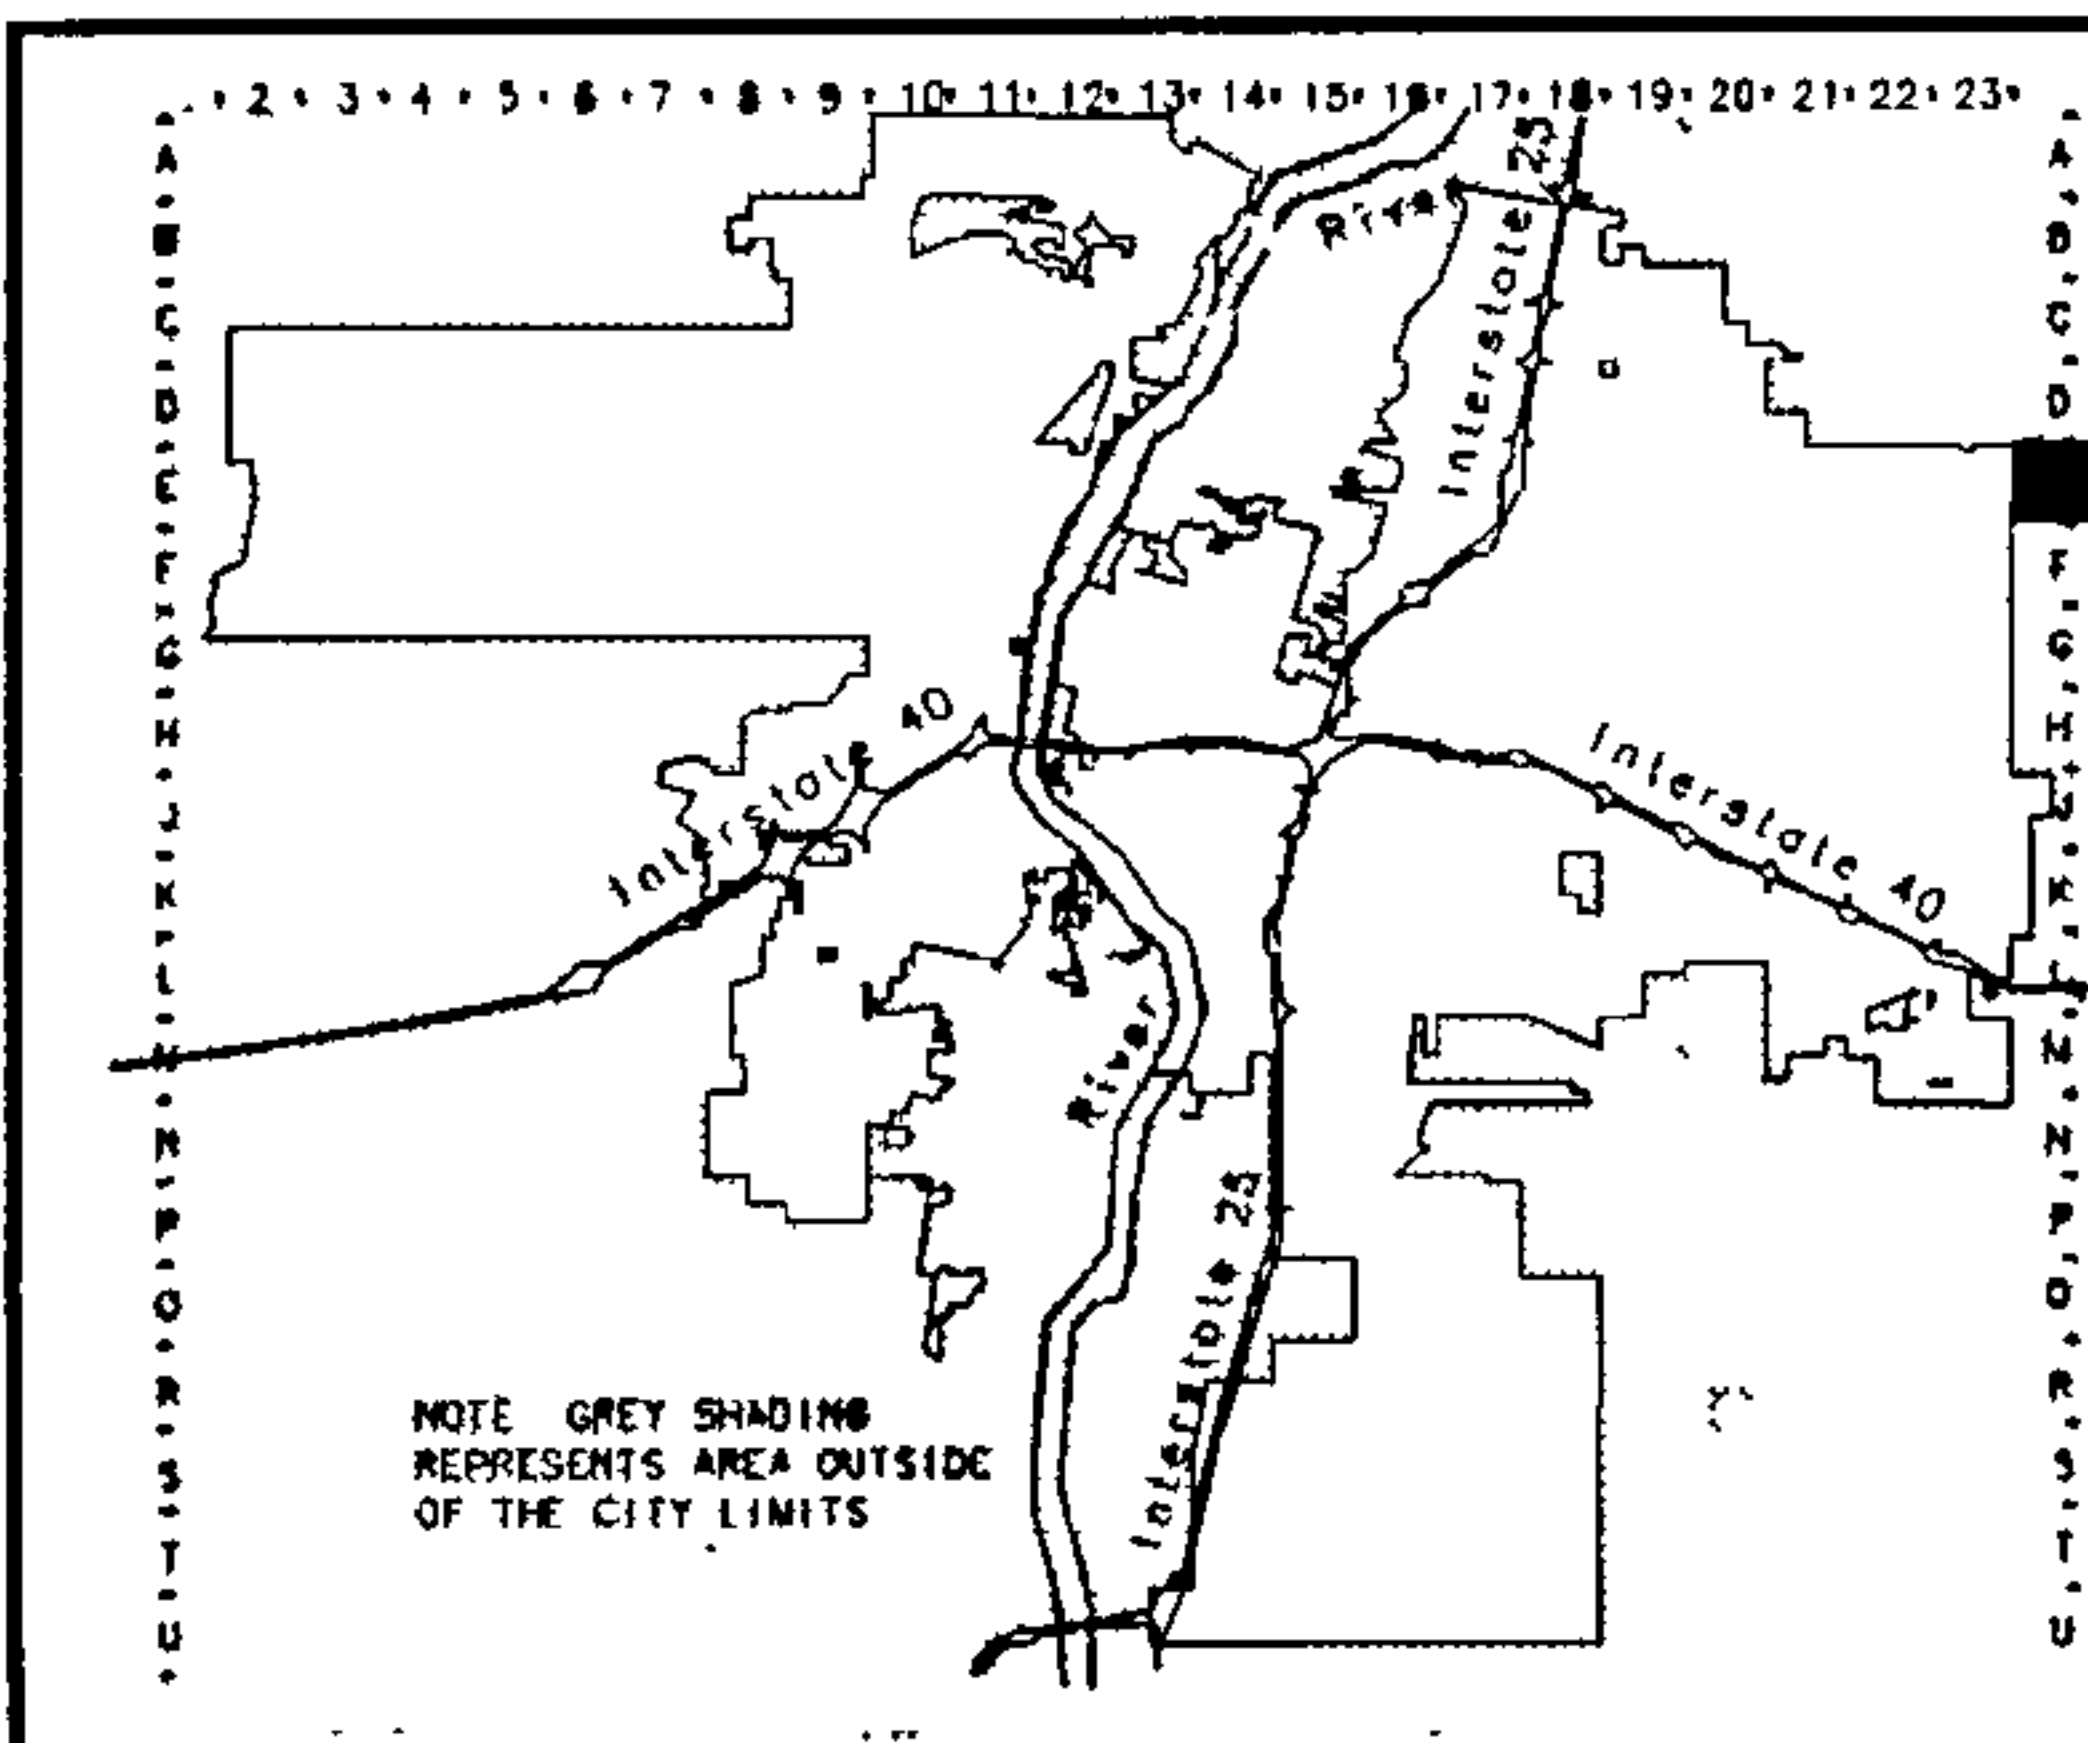 2 3 4 5 6 7 8 9 10 11 12 13 14 15 16 17 18 19 20 21 22 23
A A
B B
C C
D D
E
F F
G G
H H
J J
K K
L L
M M
N N
P P
Q Q
R R
S S
T T
U U
River
Interstate 25
Interstate 40
Interstate 40
River
Interstate 25
NOTE GREY SHADING
REPRESENTS AREA OUTSIDE
OF THE CITY LIMITS